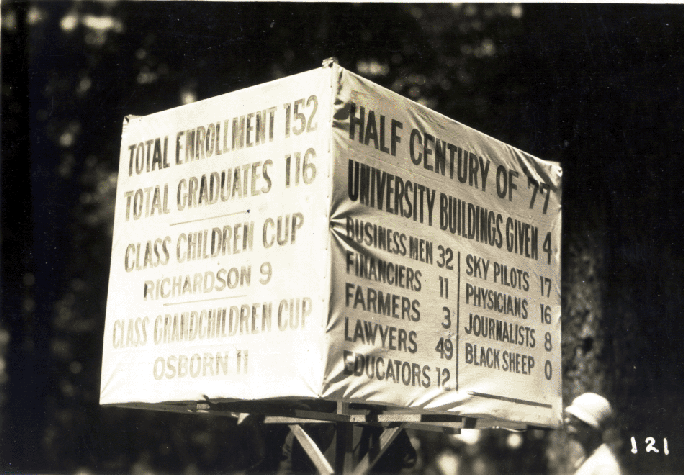 TOTAL ENROLLMENT 152
TOTAL GRADUATES 116
CLASS CHILDREN CUP
RICHARDSON 9
CLASS GRANDCHILDREN CUP
OSBORN 11
HALF CENTURY OF '77
UNIVERSITY BUILDINGS GIVEN 4
BUSINESS MEN 32
FINANCIERS 11
FARMERS 3
LAWYERS 49
EDUCATORS 12
SKY PILOTS 17
PHYSICIANS 16
JOURNALISTS 8
BLACK SHEEP 0
121